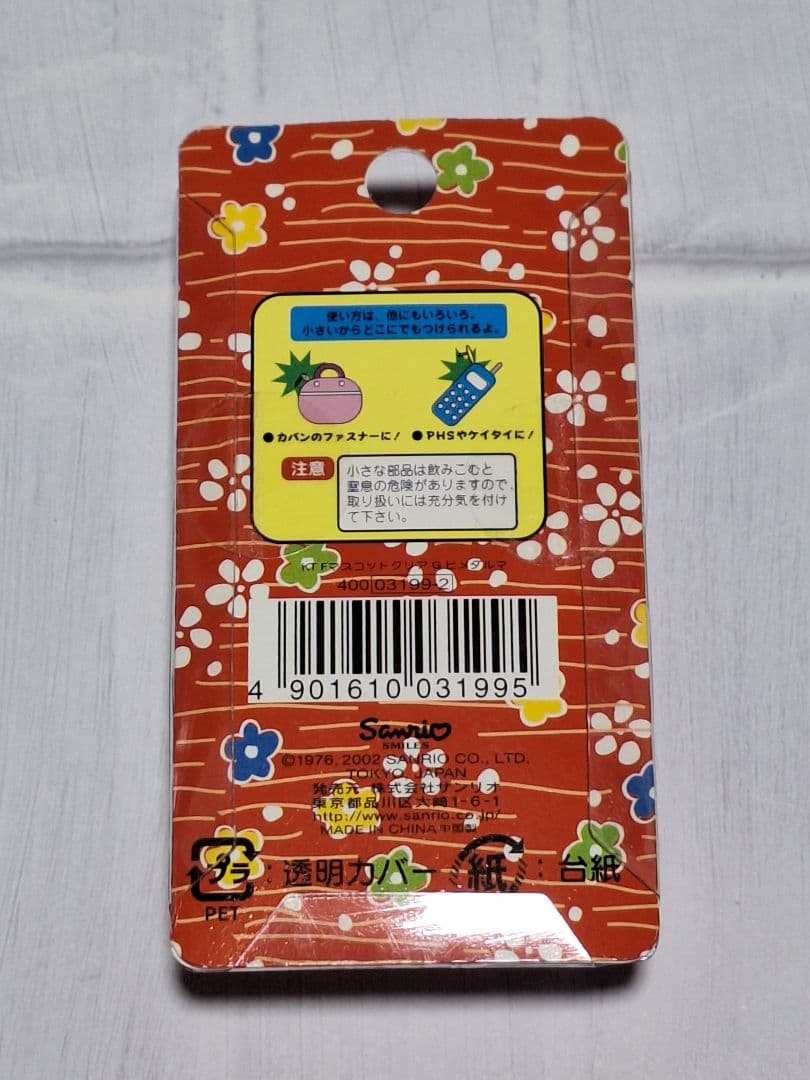 使い方は、他にもいろいろ。
小さいからどこにでもつけられるよ。
●カバンのファスナーに! ●PHSやケイタイに!
注意
小さな部品は飲みこむと
窒息の危険がありますので、
取り扱いには充分気を付け
て下さい。
KTFマスコットクリアGヒメダルマ
400 03199-2
4 901610 031995
Sanrio
SMILES
©1976, 2002 SANRIO CO., LTD.
TOKYO, JAPAN
発売元 株式会社サンリオ
東京都品川区大崎1-6-1
http://www.sanrio.co.jp/
MADE IN CHINA 中国製
プラ:透明カバー 紙:台紙
PET